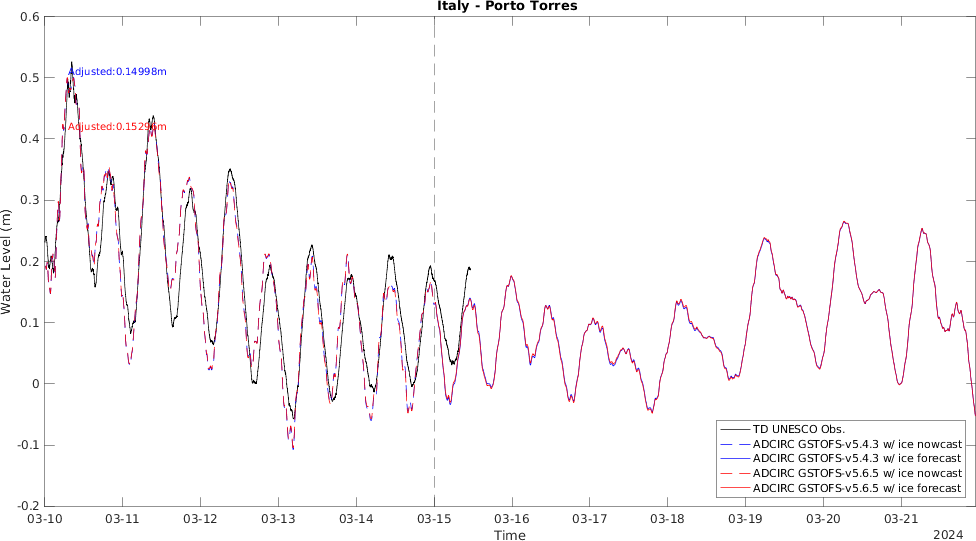 Italy - Porto Torres
0.6
0.5
0.4
0.3
0.2
0.1
0
-0.1
-0.2
Water Level (m)
Adjusted:0.14998m
TD UNESCO Obs.
ADCIRC GSTOFS-v5.4.3 w/ ice nowcast
ADCIRC GSTOFS-v5.4.3 w/ ice forecast
ADCIRC GSTOFS-v5.6.5 w/ ice nowcast
ADCIRC GSTOFS-v5.6.5 w/ ice forecast
03-10 03-11 03-12 03-13 03-14 03-15 03-16 03-17 03-18 03-19 03-20 03-21
Time
2024